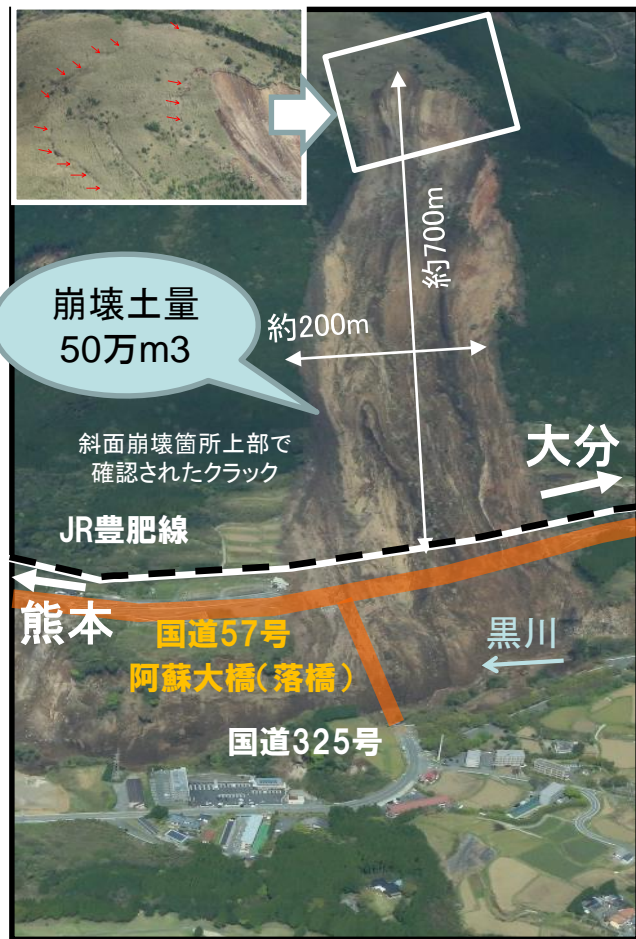 約700m
崩壊土量
50万m3
約200m
斜面崩壊箇所上部で
確認されたクラック
大分
JR豊肥線
熊本
国道57号
阿蘇大橋(落橋)
黒川
国道325号